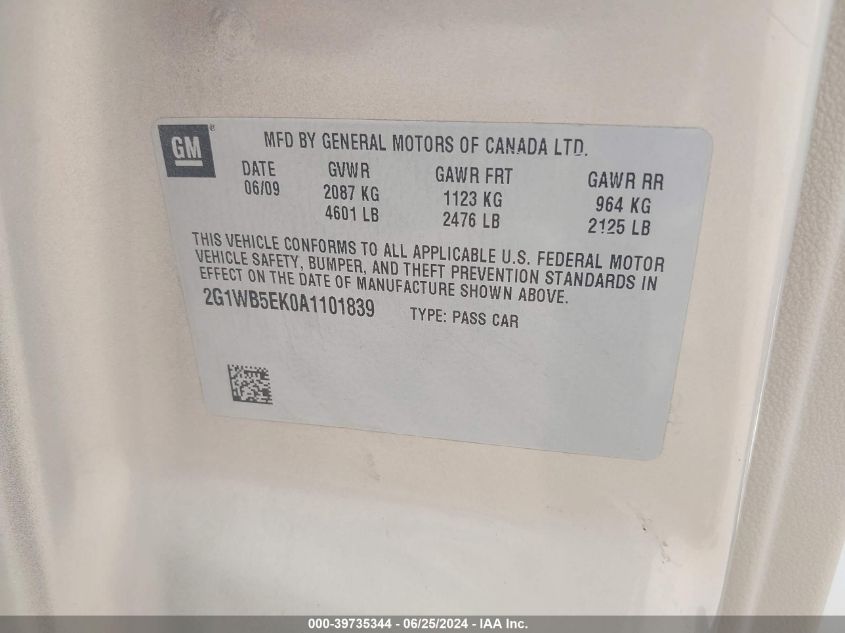 GM
MFD BY GENERAL MOTORS OF CANADA LTD.
DATE GVWR GAWR FRT GAWR RR
06/09 2087 KG 1123 KG 964 KG
4601 LB 2476 LB 2125 LB
THIS VEHICLE CONFORMS TO ALL APPLICABLE U.S. FEDERAL MOTOR
VEHICLE SAFETY, BUMPER, AND THEFT PREVENTION STANDARDS IN
EFFECT ON THE DATE OF MANUFACTURE SHOWN ABOVE.
2G1WB5EK0A1101839 TYPE: PASS CAR
000-39735344 - 06/25/2024 - IAA Inc.